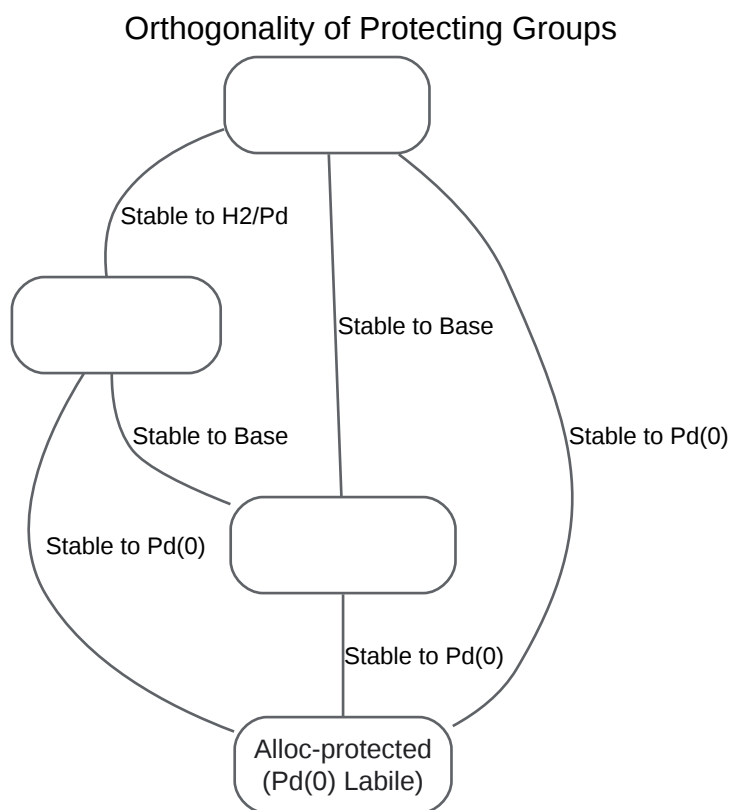 Orthogonality of Protecting Groups
Stable to H2/Pd
Stable to Base
Stable to Base
Stable to Pd(0)
Stable to Pd(0)
Stable to Pd(0)
Alloc-protected
(Pd(0) Labile)